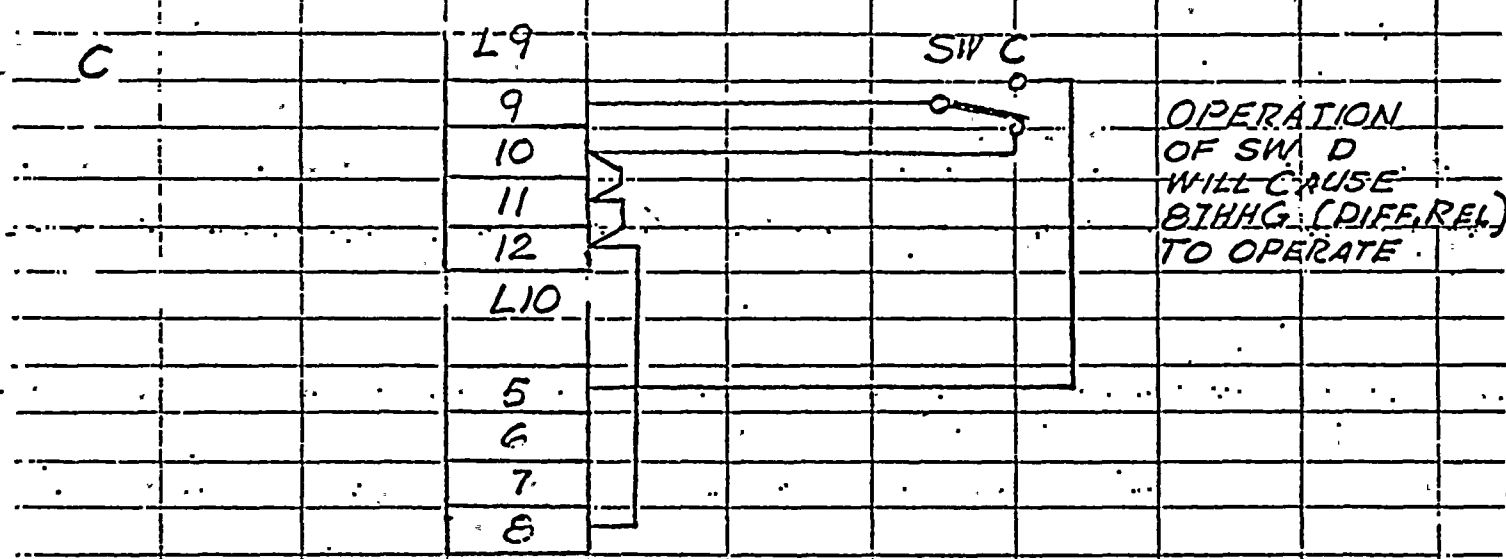 C
L9
9
10
11
12
L10
5
6
7
8
SW C
OPERATION
OF SW D
WILL CAUSE
87HHG (DIFF, REL)
TO OPERATE